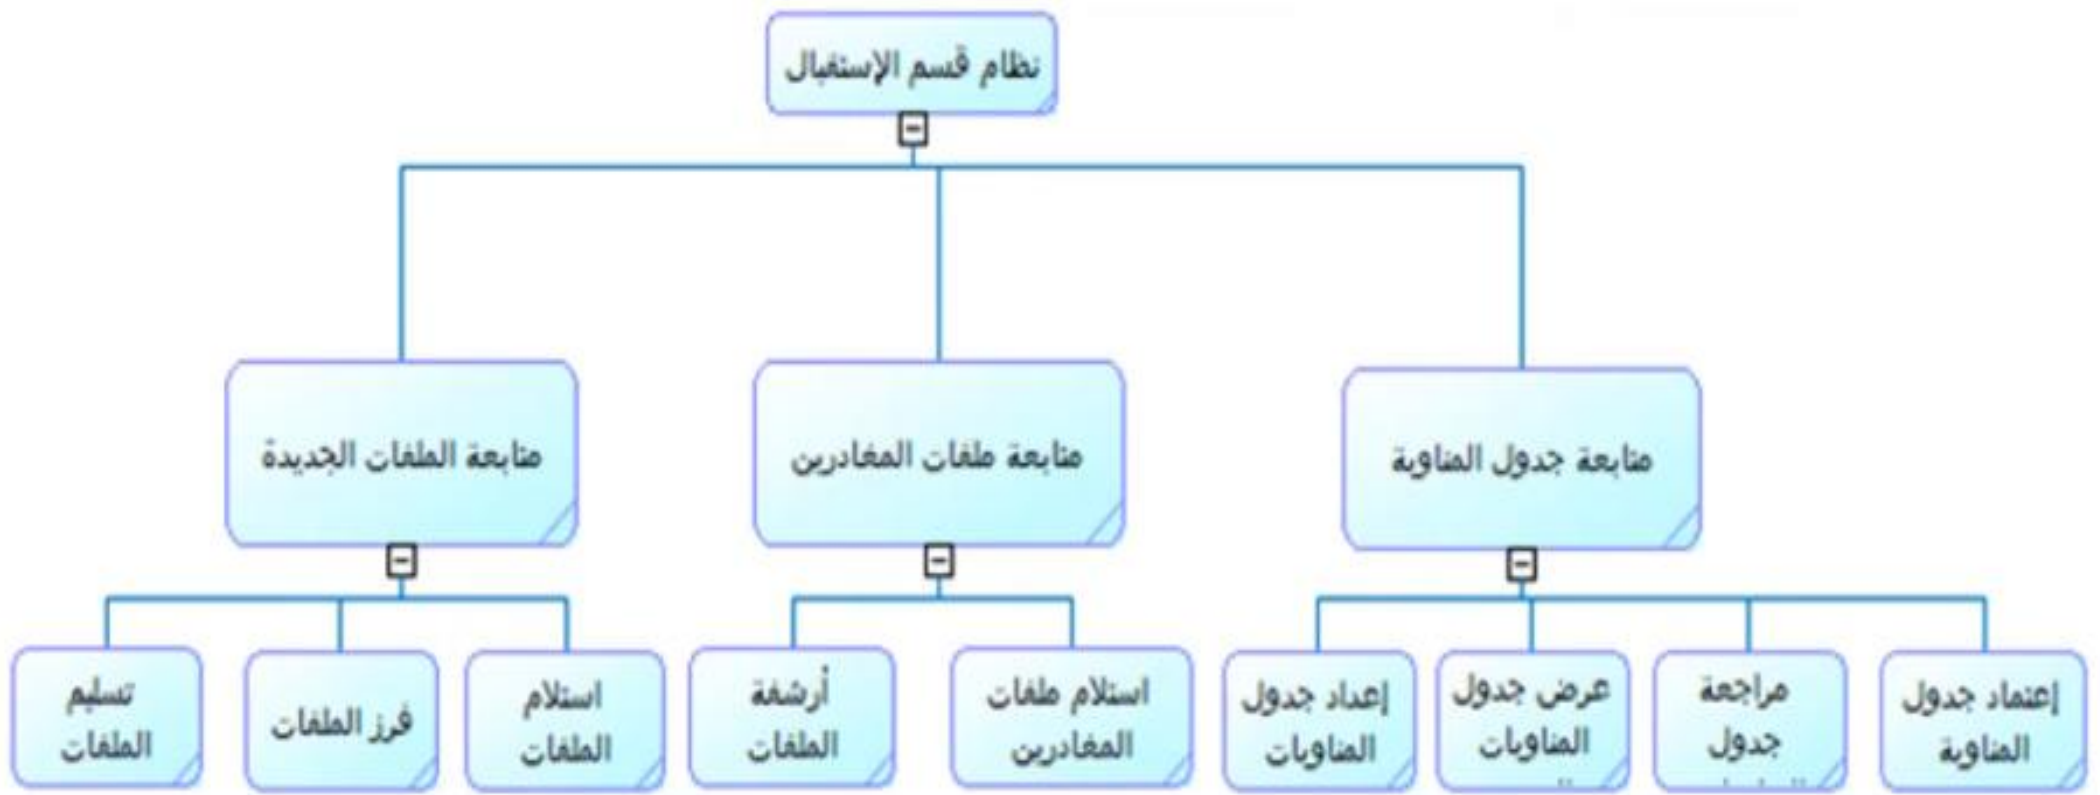 نظام قسم الإستقبال
متابعة جدول المناوبة
متابعة ملفات المغادرين
متابعة الملفات الجديدة
إعتماد جدول
المناوبة
مراجعة
جدول
عرض جدول
المناوبات
إعداد جدول
المناوبات
استلام ملفات
المغادرين
أرشفة
الملفات
استلام
الملفات
فرز الملفات
تسليم
الملفات